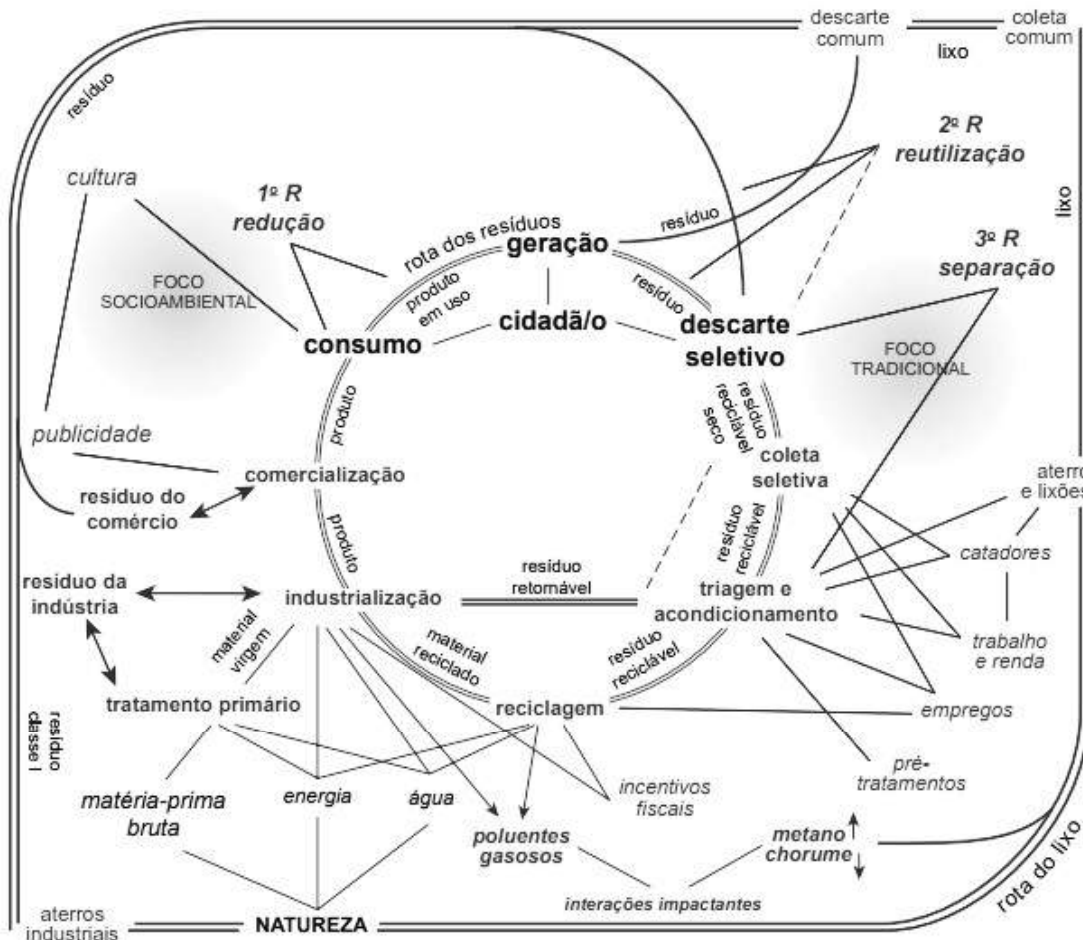 descarte
comum
coleta
comum
lixo
resíduo
2º R
reutilização
cultura
1º R
redução
lixo
rota dos resíduos
geração
resíduo
3º R
separação
FOCO
SOCIOAMBIENTAL
produto
em uso
resíduo
consumo
cidadã/o
descarte
seletivo
FOCO
TRADICIONAL
produto
resíduo
reciclável
seco
publicidade
comercialização
coleta
seletiva
aterro
e lixões
resíduo do
comércio
produto
resíduo
reciclável
catadores
resíduo da
indústria
industrialização
resíduo
retornável
triagem e
acondicionamento
material
virgem
material
reciclado
resíduo
reciclável
trabalho
e renda
tratamento primário
reciclagem
empregos
resíduo
classe I
matéria-prima
bruta
energia
água
incentivos
fiscais
pré-
tratamentos
poluentes
gasosos
metano
chorume
rota do lixo
interações impactantes
aterros
industriais
NATUREZA